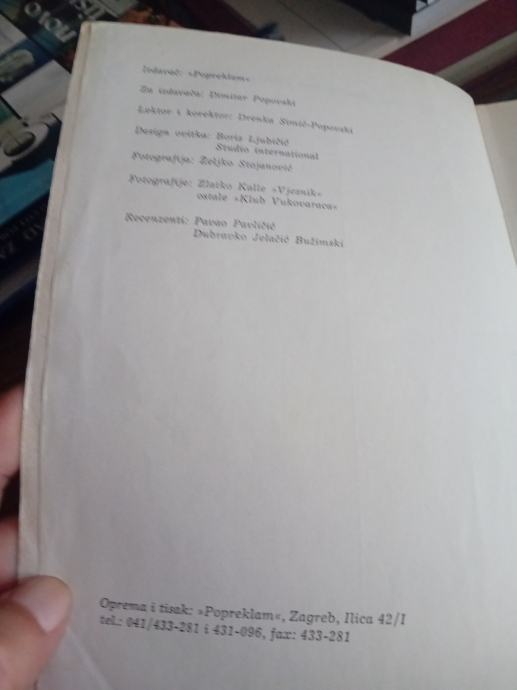 Izdavač: »Popreklam«
Za izdavača: Dimitar Popovski
Lektor i korektor: Drenka Simić-Popovski
Design ovitka: Boris Ljubičić
Studio international
Fotografija: Željko Stojanović
Fotografije: Zlatko Kalle »Vjesnik«
ostale »Klub Vukovaraca«
Recenzenti: Pavao Pavličić
Dubravko Jelačić Bužimski
Oprema i tisak: »Popreklam«, Zagreb, Ilica 42/I
tel.: 041/433-281 i 431-096, fax: 433-281